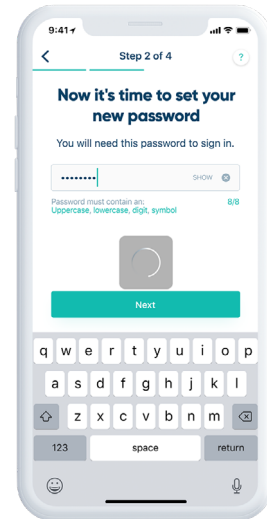 9:41
Step 2 of 4
?
Now it's time to set your
new password
You will need this password to sign in.
•••••••• SHOW
Password must contain an: 8/8
Uppercase, lowercase, digit, symbol
Next
q w e r t y u i o p
a s d f g h j k l
z x c v b n m
123 space return